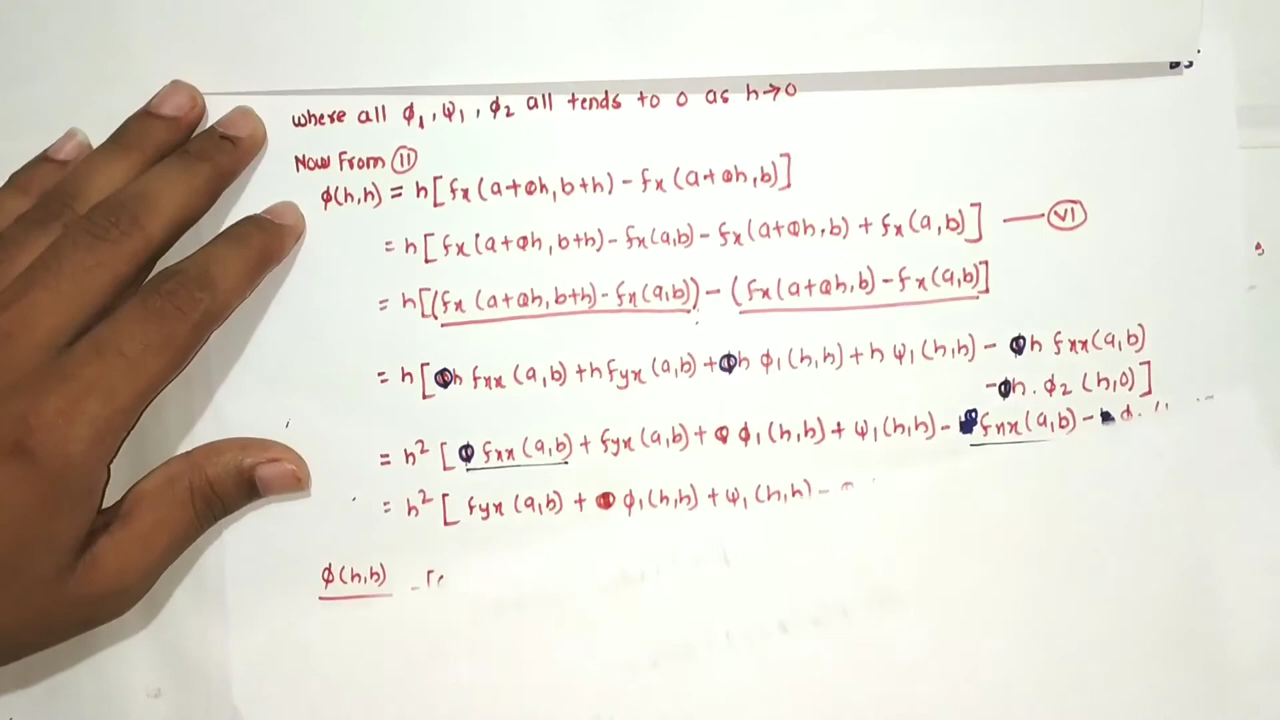 where all ϕ₁, ψ₁, ϕ₂ all tends to 0 as h→0
Now From (II)
ϕ(h,h) = h[fx(a+θh, b+h) - fx(a+θh, b)]
= h[fx(a+θh, b+h) - fx(a,b) - fx(a+θh, b) + fx(a,b)] — (VI)
= h[(fx(a+θh, b+h) - fx(a,b)) - (fx(a+θh, b) - fx(a,b)]
= h[θh fxx(a,b) + h fyx(a,b) + θh ϕ₁(h,h) + h ψ₁(h,h) - θh fxx(a,b)
-θh. ϕ₂(h,0)]
= h² [θ fxx(a,b) + fyx(a,b) + θ ϕ₁(h,h) + ψ₁(h,h) - fxx(a,b) -
= h² [fyx(a,b) + θ ϕ₁(h,h) + ψ₁(h,h) -
ϕ(h,h)